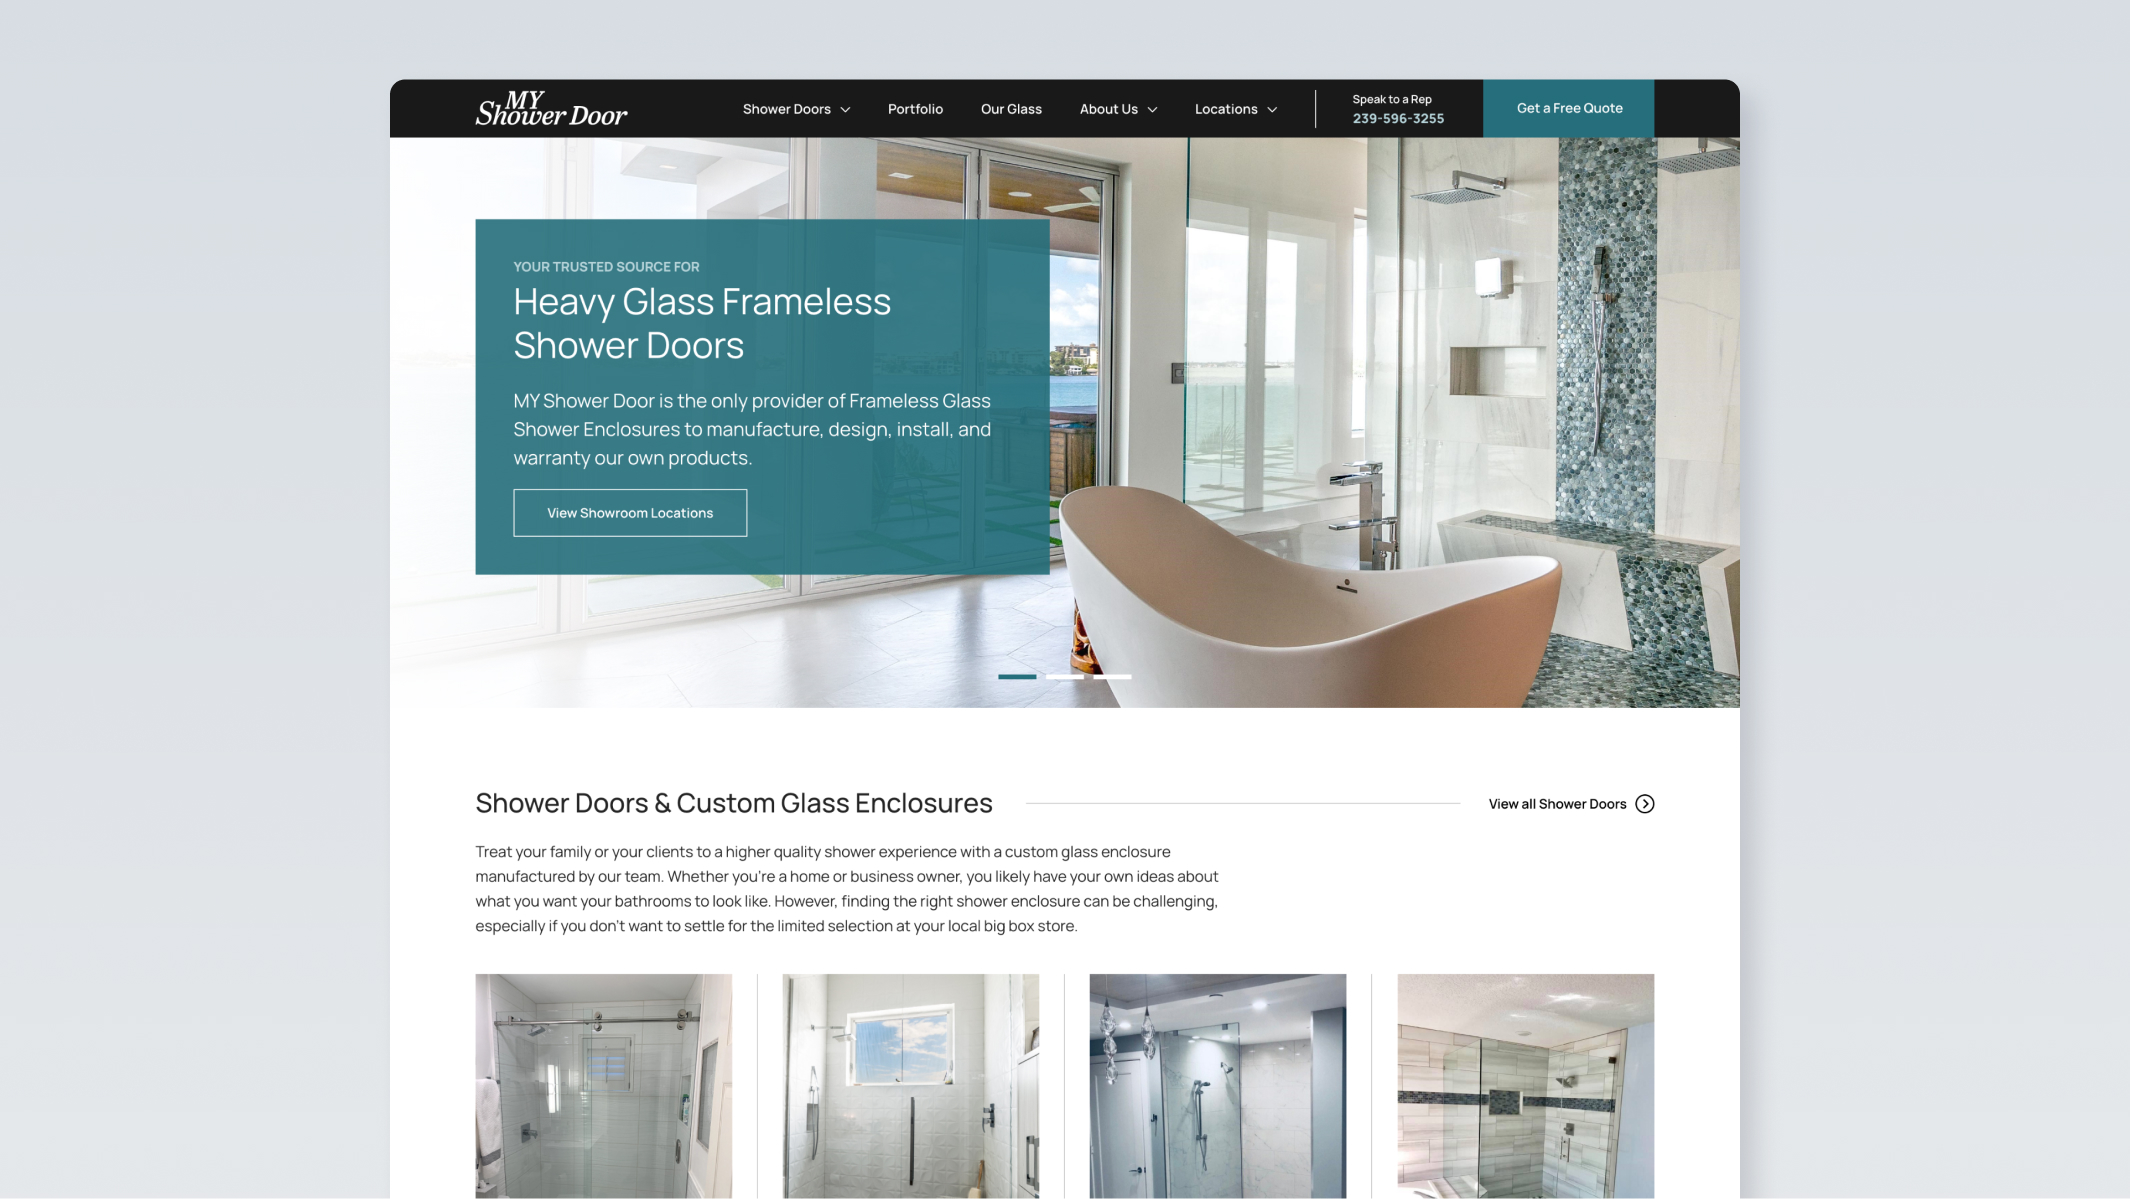 MY
Shower Door
Shower Doors
Portfolio
Our Glass
About Us
Locations
Speak to a Rep
239-596-3255
Get a Free Quote
YOUR TRUSTED SOURCE FOR
Heavy Glass Frameless
Shower Doors
MY Shower Door is the only provider of Frameless Glass
Shower Enclosures to manufacture, design, install, and
warranty our own products.
View Showroom Locations
Shower Doors & Custom Glass Enclosures
View all Shower Doors
Treat your family or your clients to a higher quality shower experience with a custom glass enclosure
manufactured by our team. Whether you're a home or business owner, you likely have your own ideas about
what you want your bathrooms to look like. However, finding the right shower enclosure can be challenging,
especially if you don't want to settle for the limited selection at your local big box store.